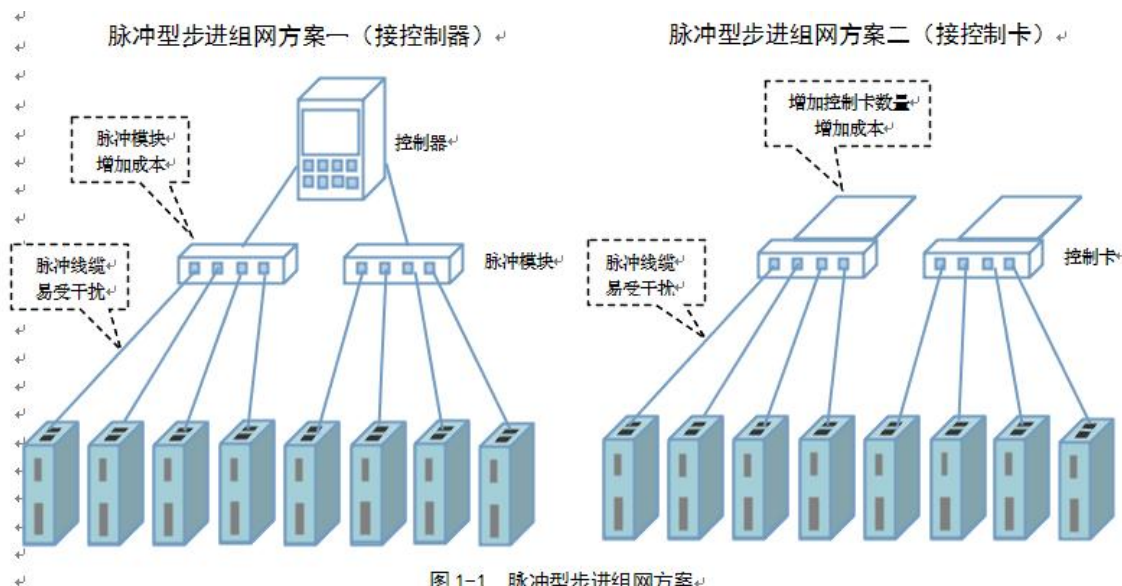 脉冲型步进组网方案一（接控制器）
脉冲型步进组网方案二（接控制卡）
脉冲模块
增加成本
控制器
脉冲线缆
易受干扰
脉冲模块
增加控制卡数量
增加成本
脉冲线缆
易受干扰
控制卡
图 1-1 脉冲型步进组网方案